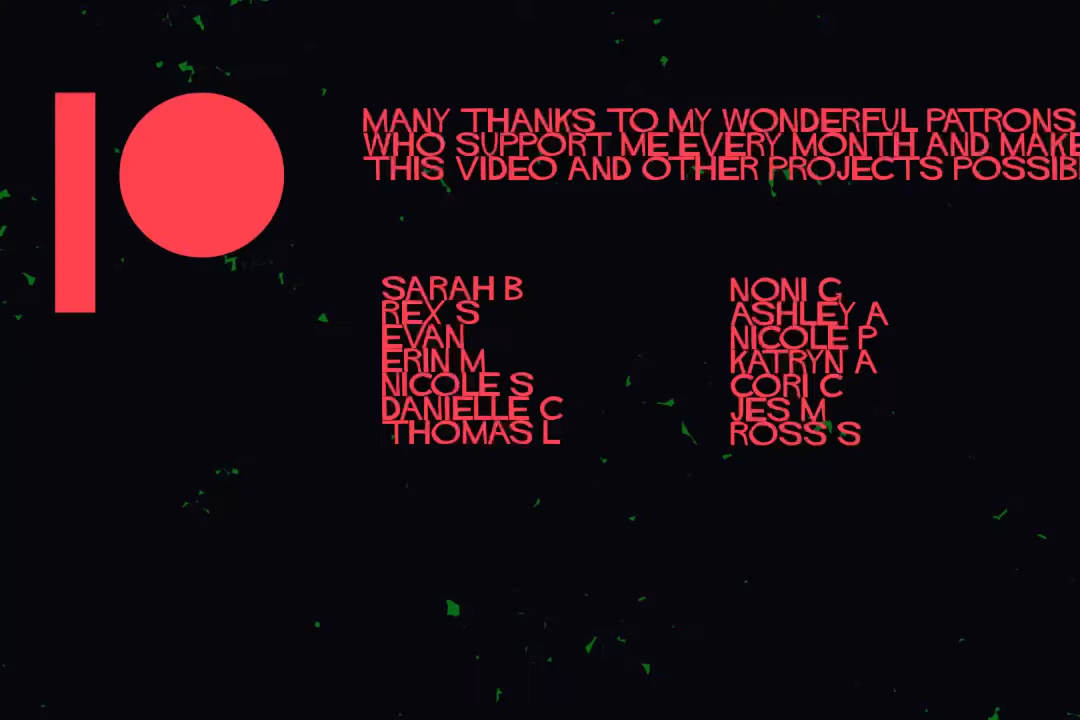 MANY THANKS TO MY WONDERFUL PATRONS
WHO SUPPORT ME EVERY MONTH AND MAKE
THIS VIDEO AND OTHER PROJECTS POSSIB
SARAH B
REX S
EVAN
ERIN M
NICOLE S
DANIELLE C
THOMAS L
NONI G
ASHLEY A
NICOLE P
KATRYN A
CORI C
JES M
ROSS S